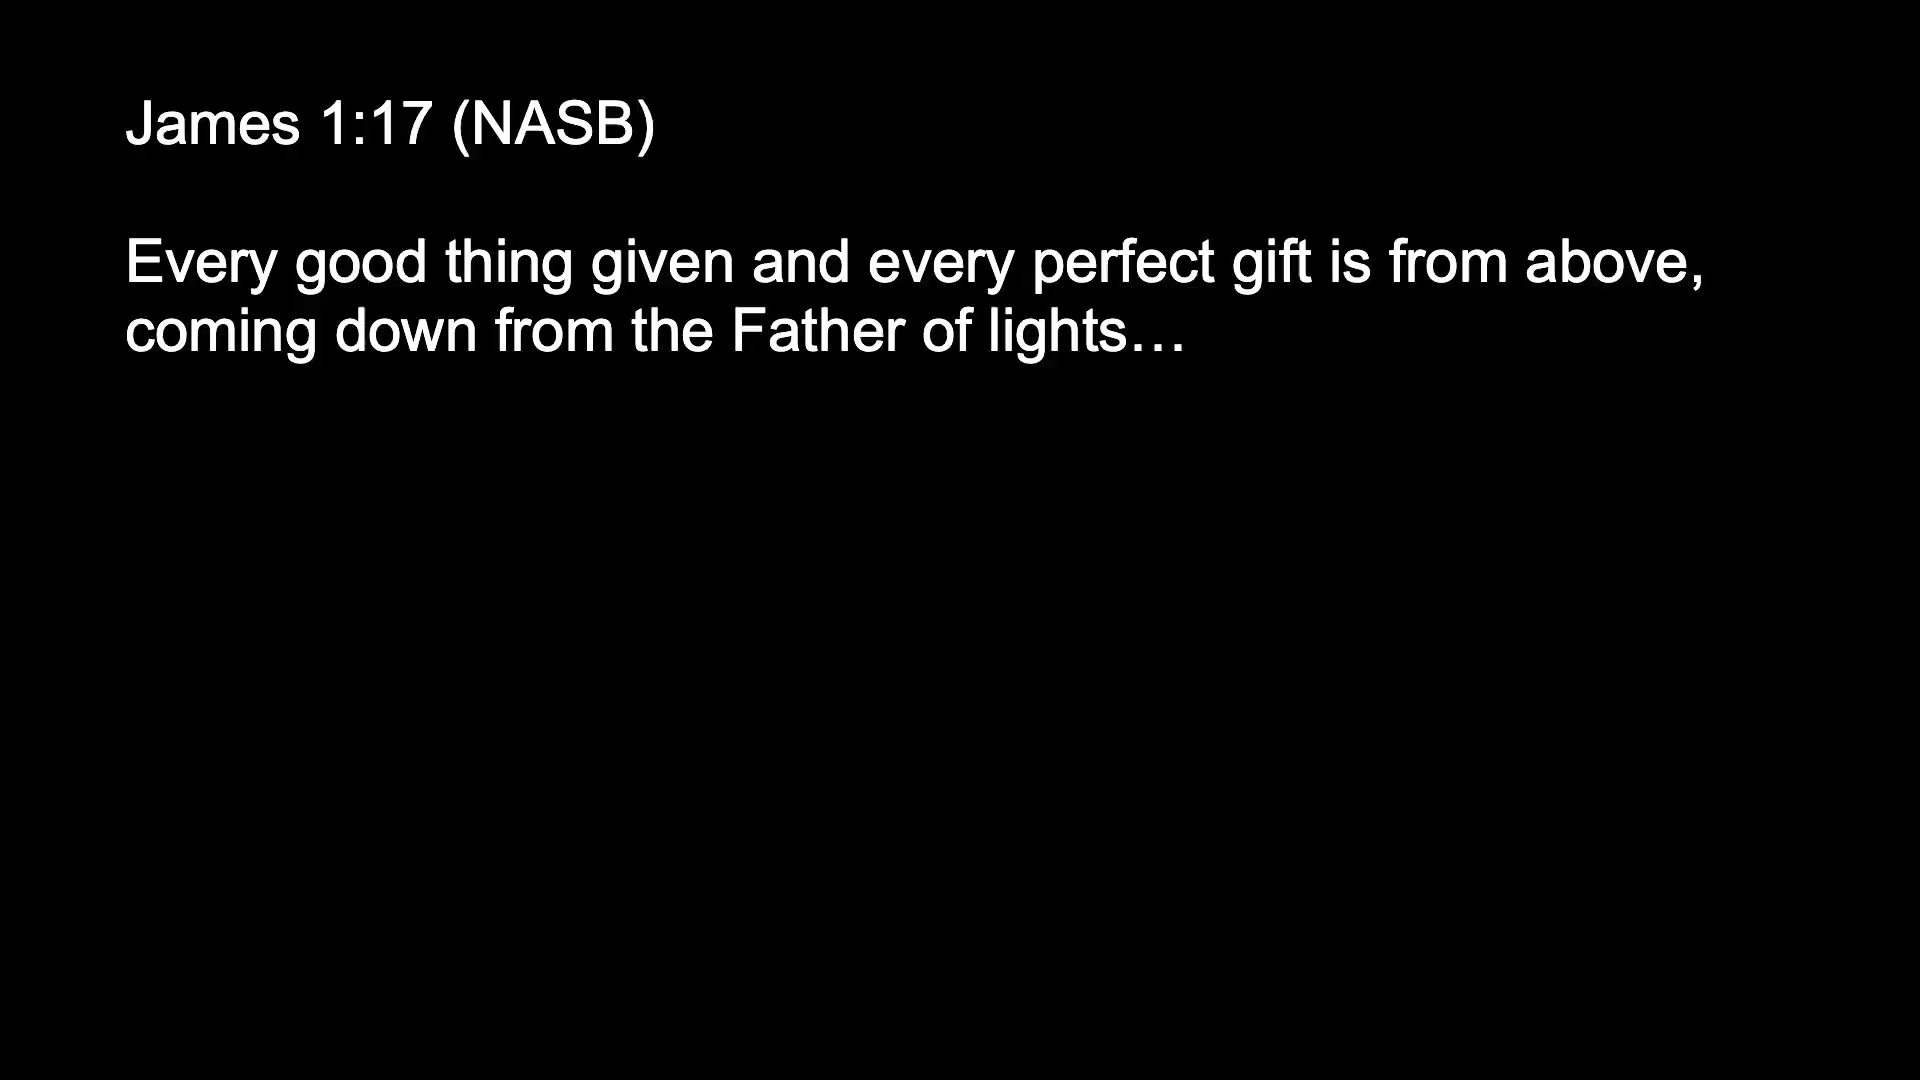 James 1:17 (NASB)
Every good thing given and every perfect gift is from above,
coming down from the Father of lights…